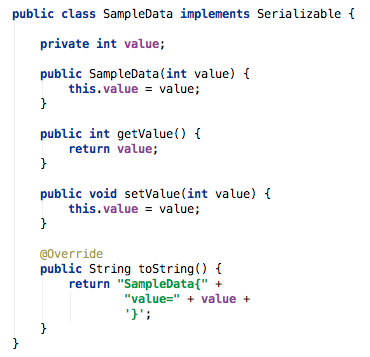 public class SampleData implements Serializable {
private int value;
public SampleData(int value) {
this.value = value;
}
public int getValue() {
return value;
}
public void setValue(int value) {
this.value = value;
}
@Override
public String toString() {
return "SampleData{" +
"value=" + value +
'}';
}
}